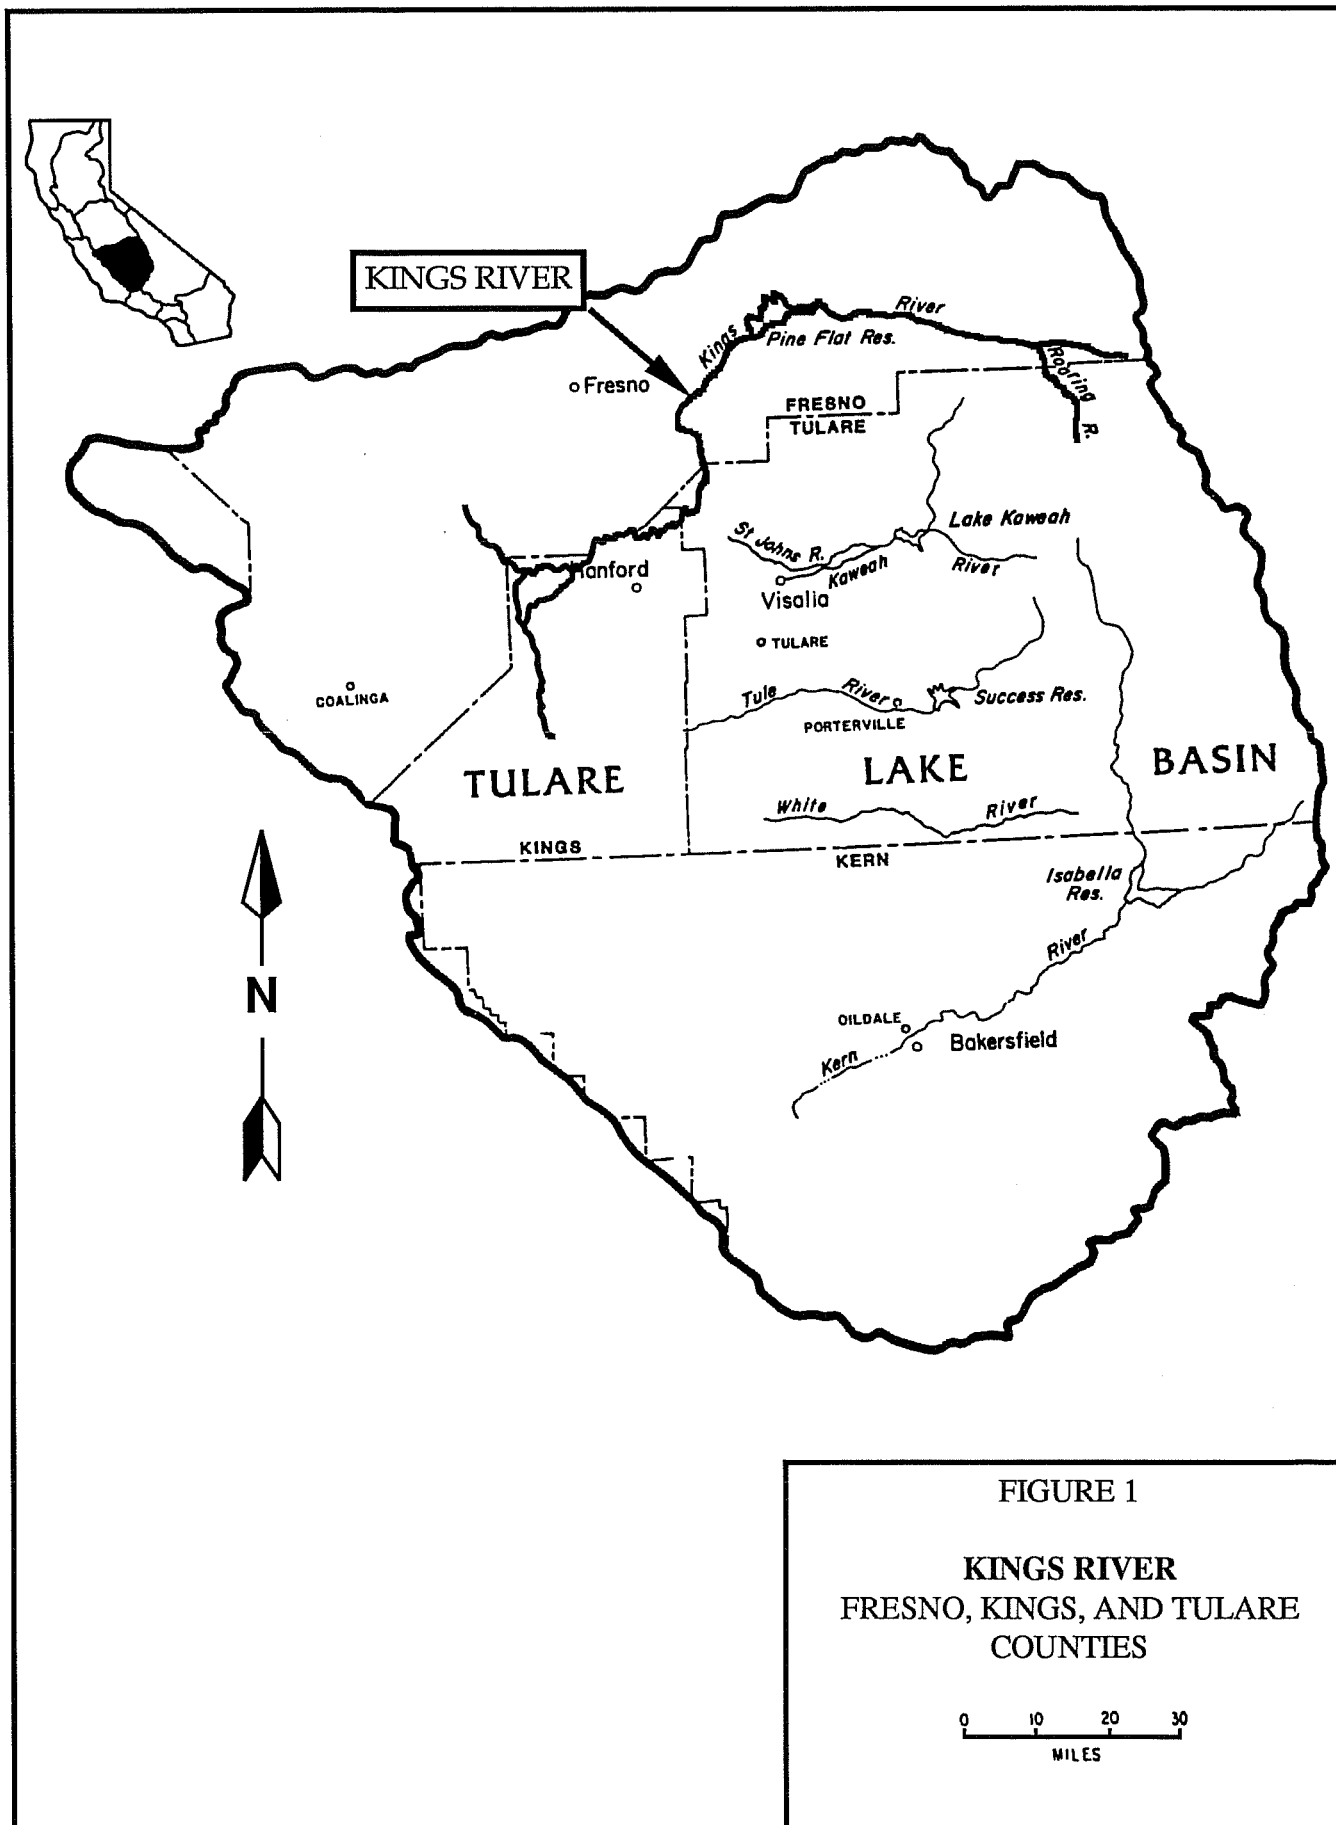 KINGS RIVER
River
Kings
Pine Flat Res.
Roaring
R.
Fresno
FRESNO
TULARE
Lake Kaweah
St Johns R.
Kaweah
River
Hanford
Visalia
TULARE
COALINGA
Tule
River
Success Res.
PORTERVILLE
TULARE
LAKE
BASIN
White
River
KINGS
KERN
Isabella
Res.
River
N
OILDALE
Bakersfield
Kern
FIGURE 1
KINGS RIVER
FRESNO, KINGS, AND TULARE
COUNTIES
0 10 20 30
MILES